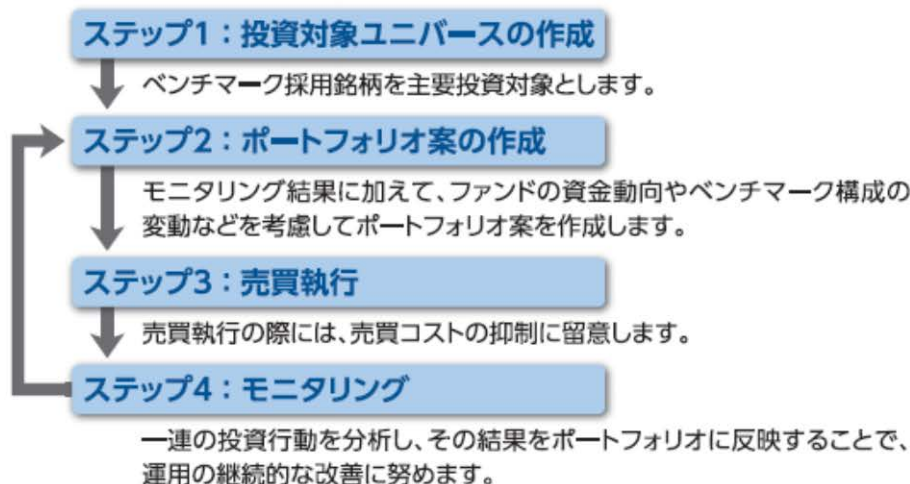 ステップ1：投資対象ユニバースの作成
ベンチマーク採用銘柄を主要投資対象とします。
ステップ2：ポートフォリオ案の作成
モニタリング結果に加えて、ファンドの資金動向やベンチマーク構成の
変動などを考慮してポートフォリオ案を作成します。
ステップ3：売買執行
売買執行の際には、売買コストの抑制に留意します。
ステップ4：モニタリング
一連の投資行動を分析し、その結果をポートフォリオに反映することで、
運用の継続的な改善に努めます。